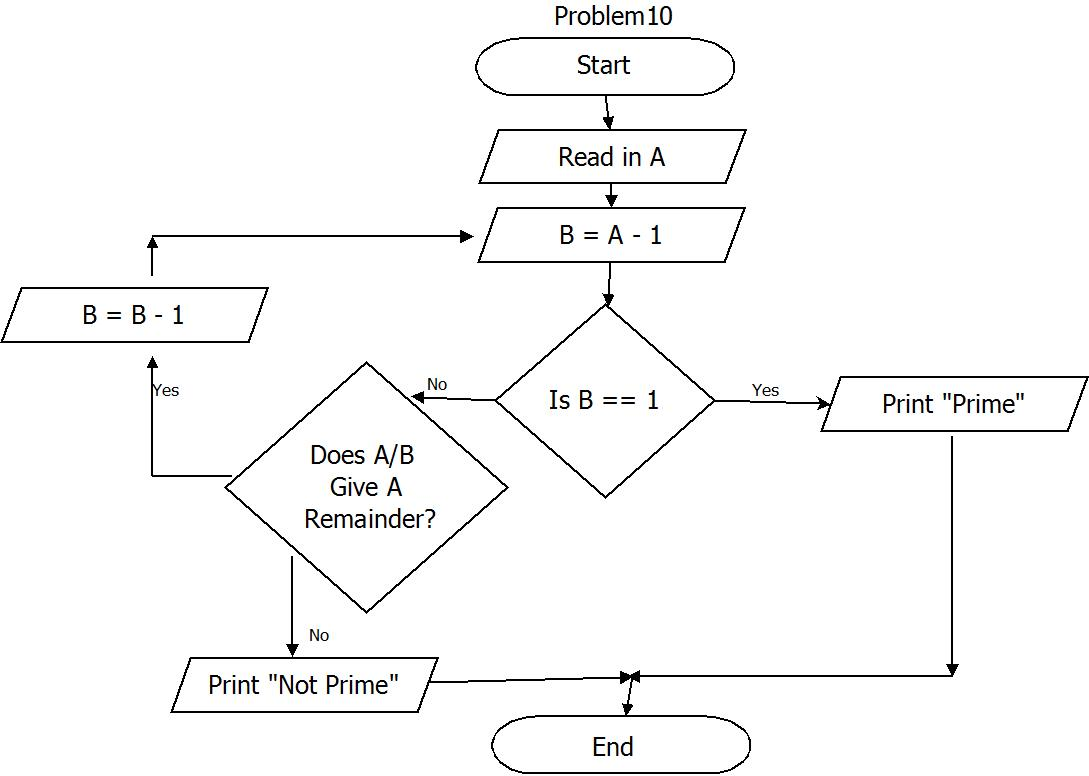 Problem10
Start
Read in A
B = A - 1
B = B - 1
Is B == 1
No
Yes
Print "Prime"
Yes
Does A/B
Give A
Remainder?
No
Print "Not Prime"
End